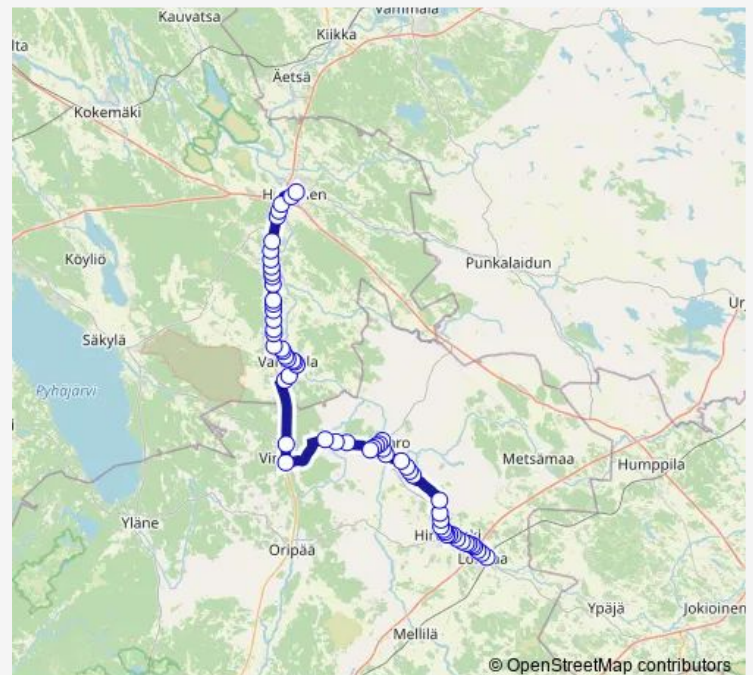 Kauvatsa
Vammala
Kiikka
Äetsä
Kokemäki
Punkalaidun
Köyliö
Säkylä
Pyhäjärvi
Metsämaa
Humppila
Yläne
Oripää
Ypäjä
Jokioinen
Mellilä
© OpenStreetMap contributors